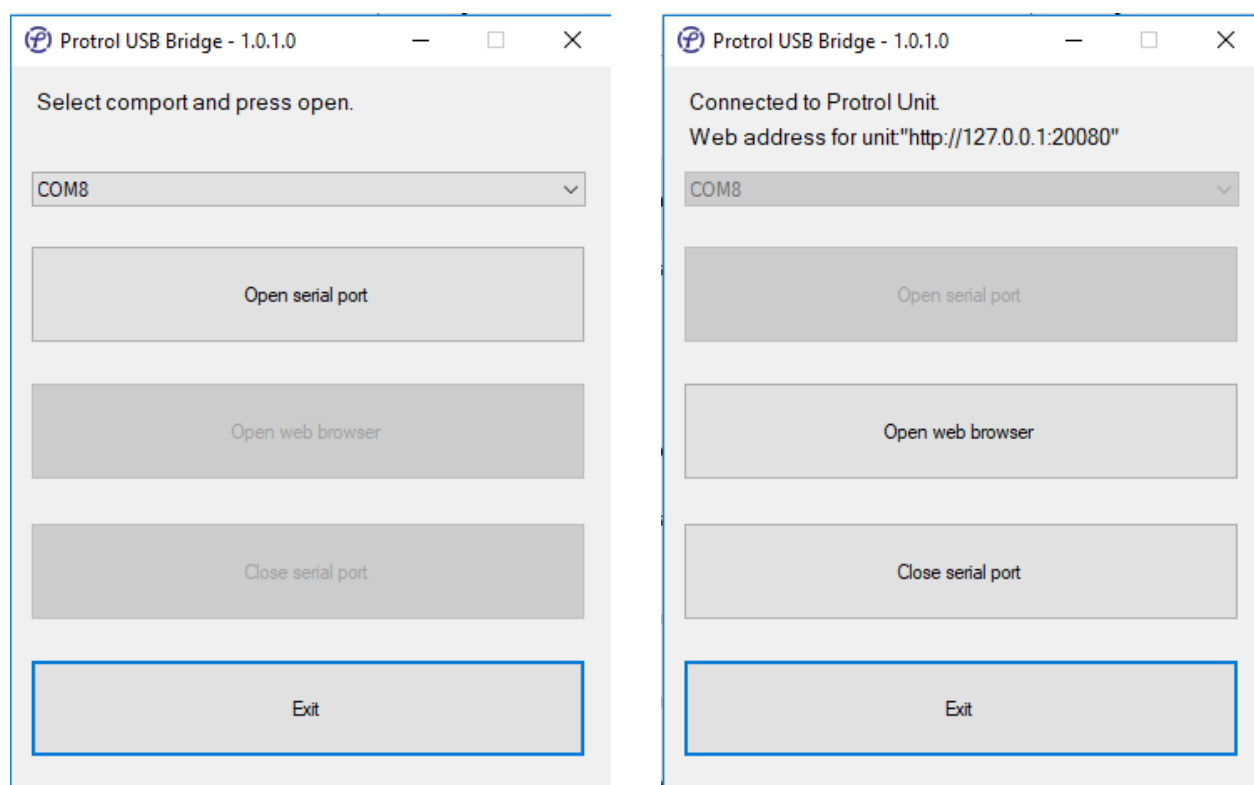 Protrol USB Bridge - 1.0.1.0
Select comport and press open.
COM8
Open serial port
Open web browser
Close serial port
Exit
Protrol USB Bridge - 1.0.1.0
Connected to Protrol Unit.
Web address for unit:"http://127.0.0.1:20080"
COM8
Open serial port
Open web browser
Close serial port
Exit